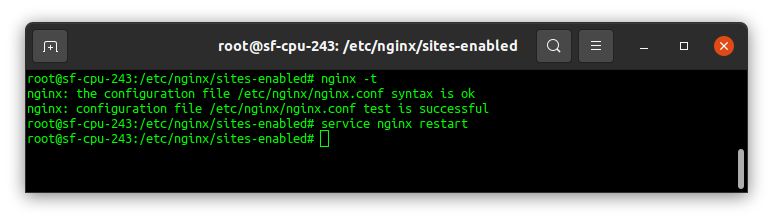 root@sf-cpu-243: /etc/nginx/sites-enabled
root@sf-cpu-243:/etc/nginx/sites-enabled# nginx -t
nginx: the configuration file /etc/nginx/nginx.conf syntax is ok
nginx: configuration file /etc/nginx/nginx.conf test is successful
root@sf-cpu-243:/etc/nginx/sites-enabled# service nginx restart
root@sf-cpu-243:/etc/nginx/sites-enabled#